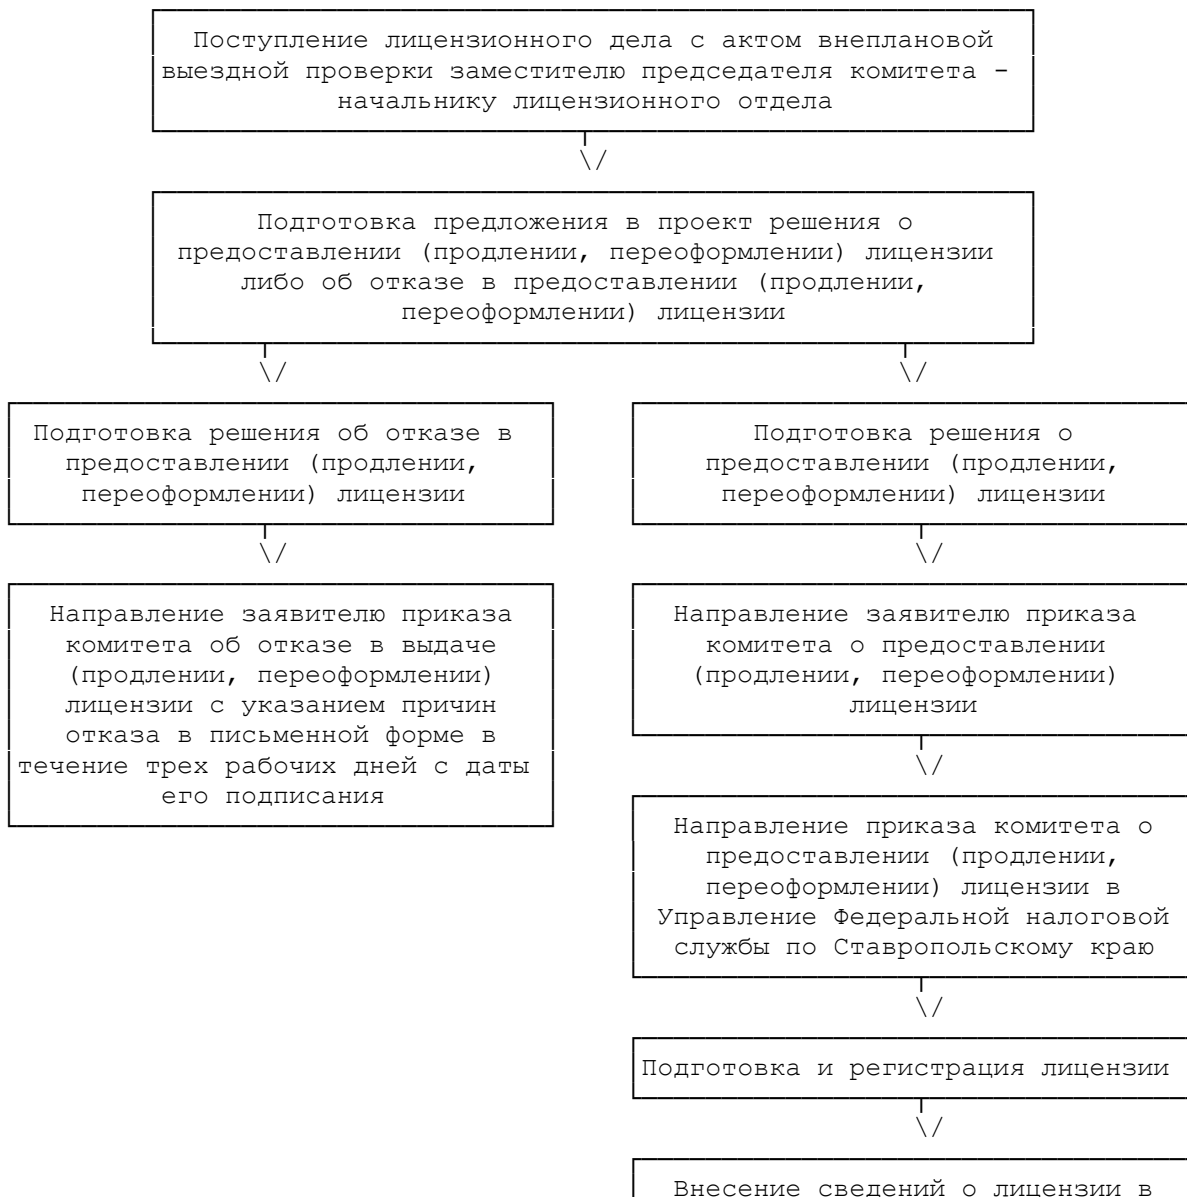 Поступление лицензионного дела с актом внеплановой
выездной проверки заместителю председателя комитета -
начальнику лицензионного отдела
\/
Подготовка предложения в проект решения о
предоставлении (продлении, переоформлении) лицензии
либо об отказе в предоставлении (продлении,
переоформлении) лицензии
\/
\/
Подготовка решения об отказе в
предоставлении (продлении,
переоформлении) лицензии
\/
Направление заявителю приказа
комитета об отказе в выдаче
(продлении, переоформлении)
лицензии с указанием причин
отказа в письменной форме в
течение трех рабочих дней с даты
его подписания
Подготовка решения о
предоставлении (продлении,
переоформлении) лицензии
\/
Направление заявителю приказа
комитета о предоставлении
(продлении, переоформлении)
лицензии
\/
Направление приказа комитета о
предоставлении (продлении,
переоформлении) лицензии в
Управление Федеральной налоговой
службы по Ставропольскому краю
\/
Подготовка и регистрация лицензии
\/
Внесение сведений о лицензии в